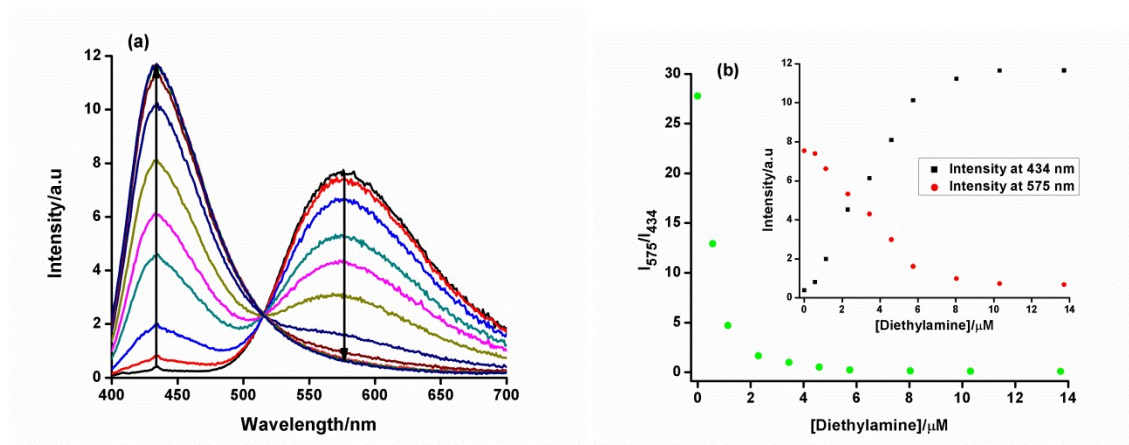 (a)
12
10
8
6
4
2
0
Intensity/a.u
400 450 500 550 600 650 700
Wavelength/nm
(b)
30
25
20
15
10
5
0
I575/I434
0 2 4 6 8 10 12 14
[Diethylamine]/μM
12
10
8
6
4
2
0
Intensity/a.u
Intensity at 434 nm
Intensity at 575 nm
0 2 4 6 8 10 12 14
[Diethylamine]/μM